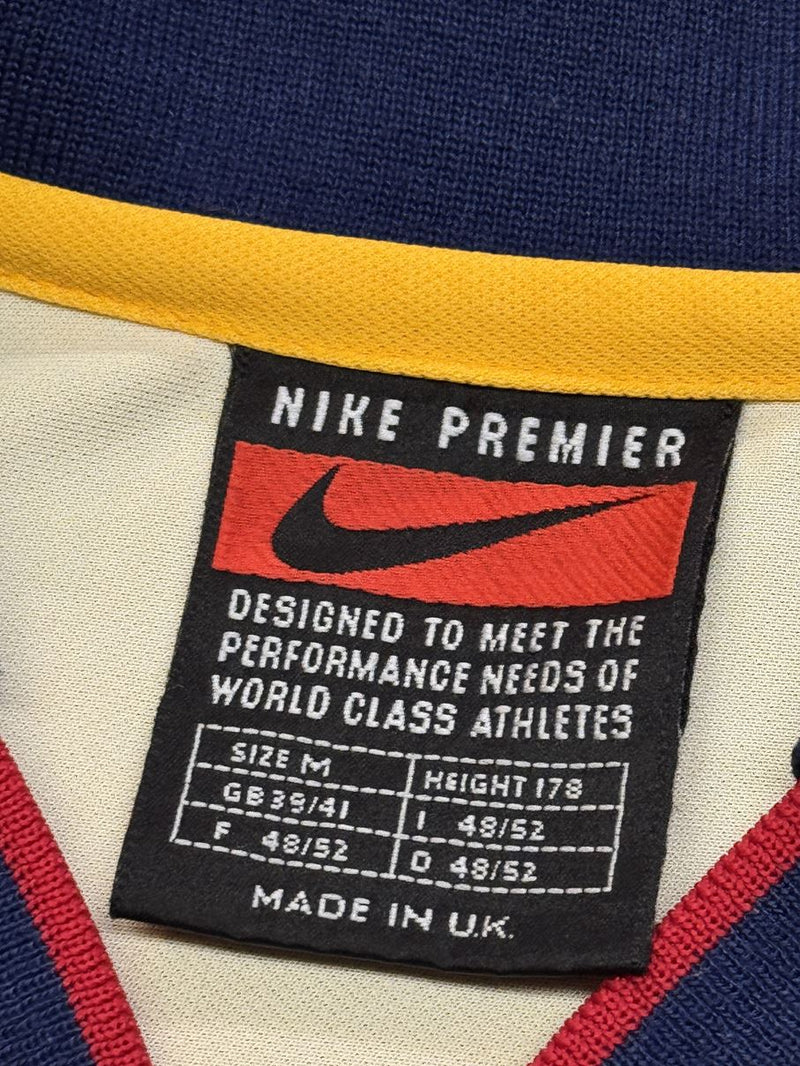 NIKE PREMIER
DESIGNED TO MEET THE
PERFORMANCE NEEDS OF
WORLD CLASS ATHLETES
SIZE M HEIGHT 178
GB 38/41 I 48/52
F 48/52 D 48/52
MADE IN U.K.